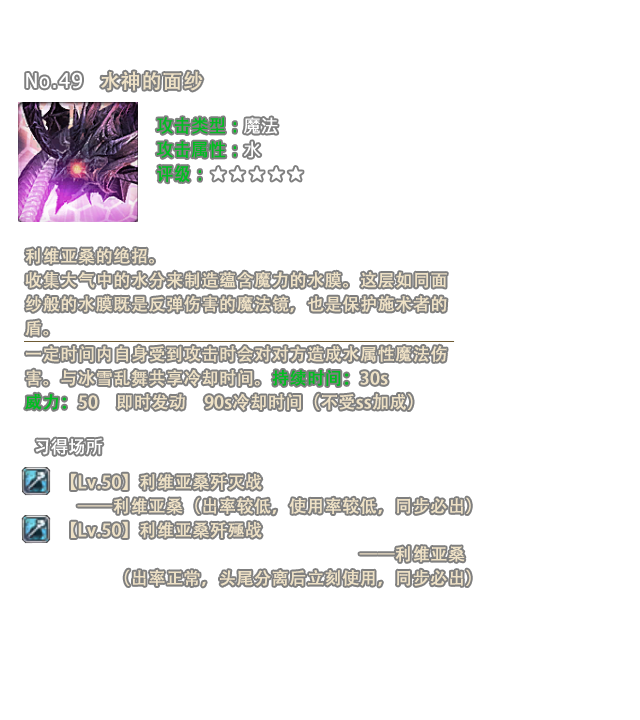 No.49 水神的面纱
攻击类型：魔法
攻击属性：水
评级：☆☆☆☆☆
利维亚桑的绝招。
收集大气中的水分来制造蕴含魔力的水膜。这层如同面
纱般的水膜既是反弹伤害的魔法镜，也是保护施术者的
盾。
一定时间内自身受到攻击时会对对方造成水属性魔法伤
害。与冰雪乱舞共享冷却时间。持续时间：30s
威力：50 即时发动 90s冷却时间（不受ss加成）
习得场所
【Lv.50】利维亚桑歼灭战
——利维亚桑（出率较低，使用率较低，同步必出）
【Lv.50】利维亚桑歼殛战
——利维亚桑
（出率正常，头尾分离后立刻使用，同步必出）